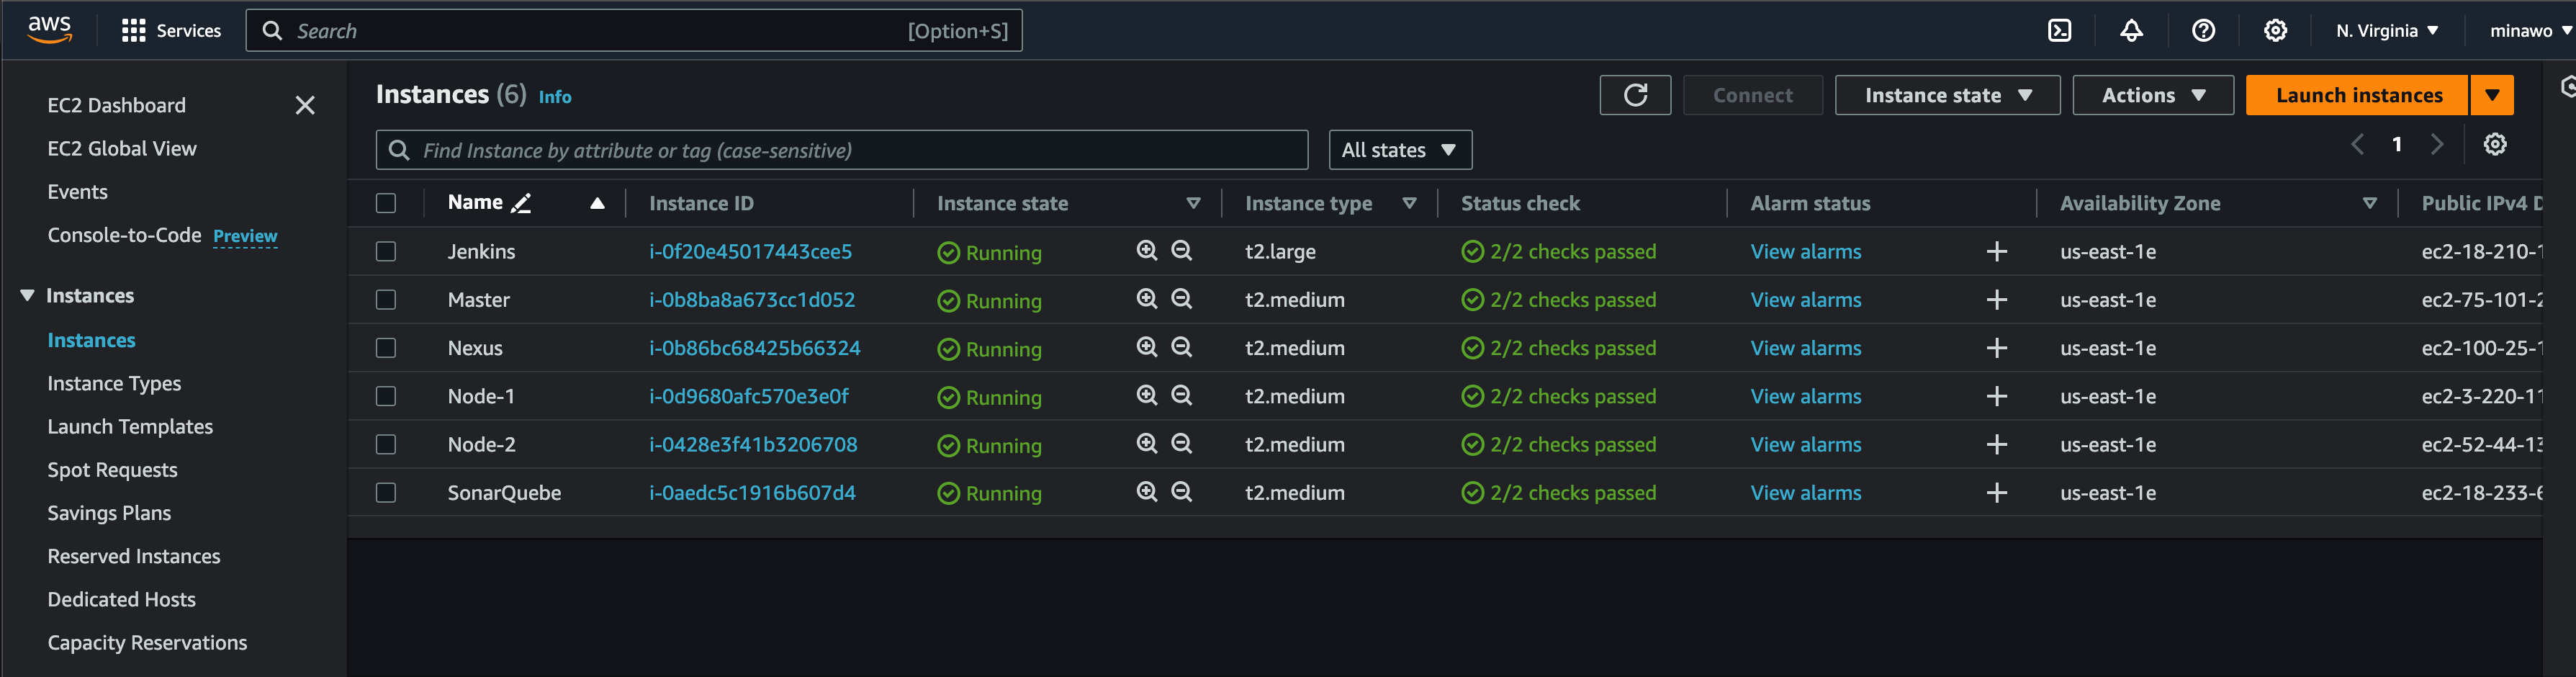 aws Services Search [Option+S] N. Virginia minawo
EC2 Dashboard
EC2 Global View
Events
Console-to-Code Preview
Instances
Instances
Instance Types
Launch Templates
Spot Requests
Savings Plans
Reserved Instances
Dedicated Hosts
Capacity Reservations
Instances (6) Info Connect Instance state Actions Launch instances
Find Instance by attribute or tag (case-sensitive) All states 1
Name Instance ID Instance state Instance type Status check Alarm status Availability Zone Public IPv4 D
Jenkins i-0f20e45017443cee5 Running t2.large 2/2 checks passed View alarms us-east-1e ec2-18-210-1
Master i-0b8ba8a673cc1d052 Running t2.medium 2/2 checks passed View alarms us-east-1e ec2-75-101-2
Nexus i-0b86bc68425b66324 Running t2.medium 2/2 checks passed View alarms us-east-1e ec2-100-25-1
Node-1 i-0d9680afc570e3e0f Running t2.medium 2/2 checks passed View alarms us-east-1e ec2-3-220-11
Node-2 i-0428e3f41b3206708 Running t2.medium 2/2 checks passed View alarms us-east-1e ec2-52-44-13
SonarQuebe i-0aedc5c1916b607d4 Running t2.medium 2/2 checks passed View alarms us-east-1e ec2-18-233-6